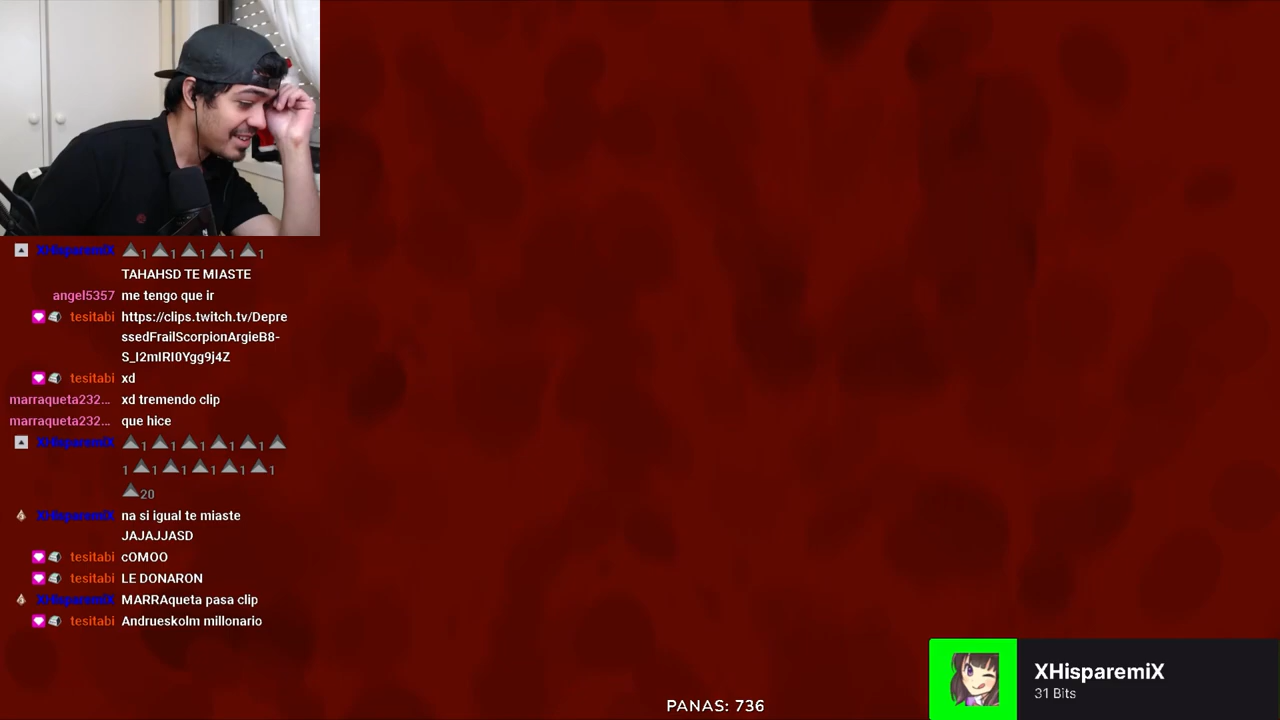 XHisparemiX 1 1 1 1 1
TAHAHSD TE MIASTE
angel5357 me tengo que ir
tesitabi https://clips.twitch.tv/Depre
ssedFrailScorpionArgieB8-
S_I2mIRI0Ygg9j4Z
tesitabi xd
marraqueta232... xd tremendo clip
marraqueta232... que hice
XHisparemiX 1 1 1 1 1
1 1 1 1 1 1
20
XHisparemiX na si igual te miaste
JAJAJJASD
tesitabi cOMOO
tesitabi LE DONARON
XHisparemiX MARRAqueta pasa clip
tesitabi Andrueskolm millonario
XHisparemiX
31 Bits
PANAS: 736